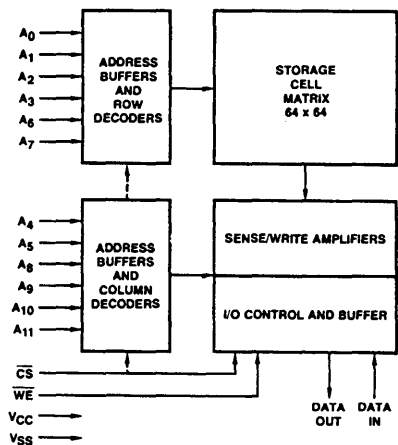 A0
A1
A2
A3
A6
A7
ADDRESS
BUFFERS
AND
ROW
DECODERS
STORAGE
CELL
MATRIX
64 x 64
A4
A5
A8
A9
A10
A11
ADDRESS
BUFFERS
AND
COLUMN
DECODERS
SENSE/WRITE AMPLIFIERS
I/O CONTROL AND BUFFER
C̅S̅
W̅E̅
VCC
VSS
DATA
OUT
DATA
IN